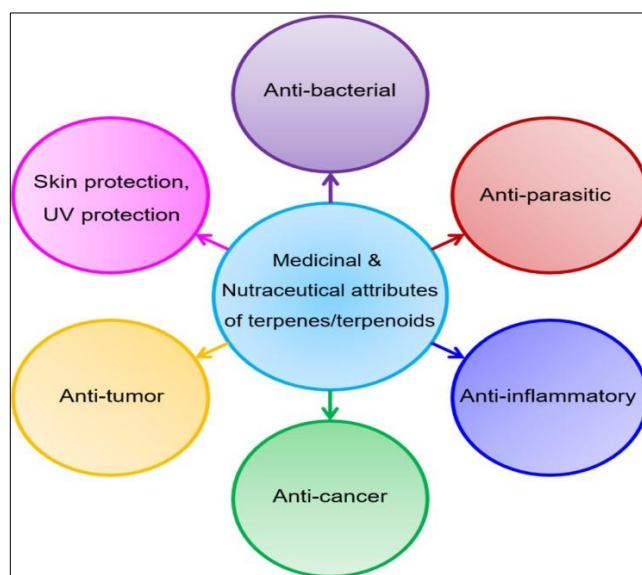 Anti-bacterial
Skin protection,
UV protection
Anti-parasitic
Medicinal &
Nutraceutical attributes
of terpenes/terpenoids
Anti-tumor
Anti-inflammatory
Anti-cancer